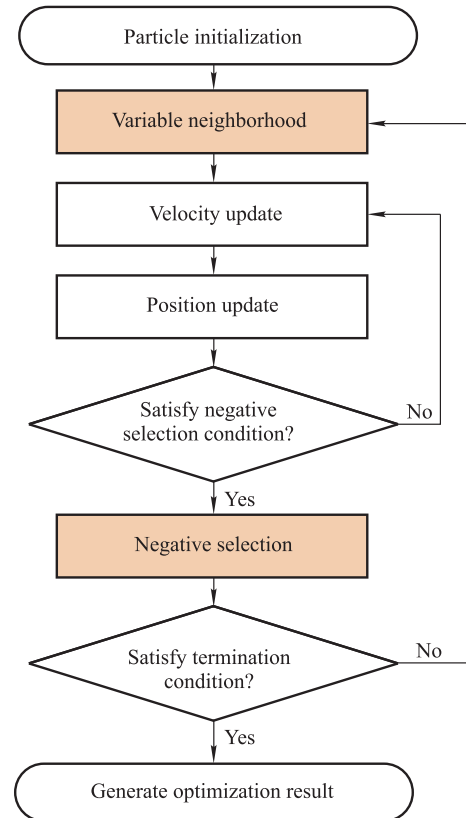 Particle initialization
Variable neighborhood
Velocity update
Position update
Satisfy negative
selection condition?
No
Yes
Negative selection
Satisfy termination
condition?
No
Yes
Generate optimization result